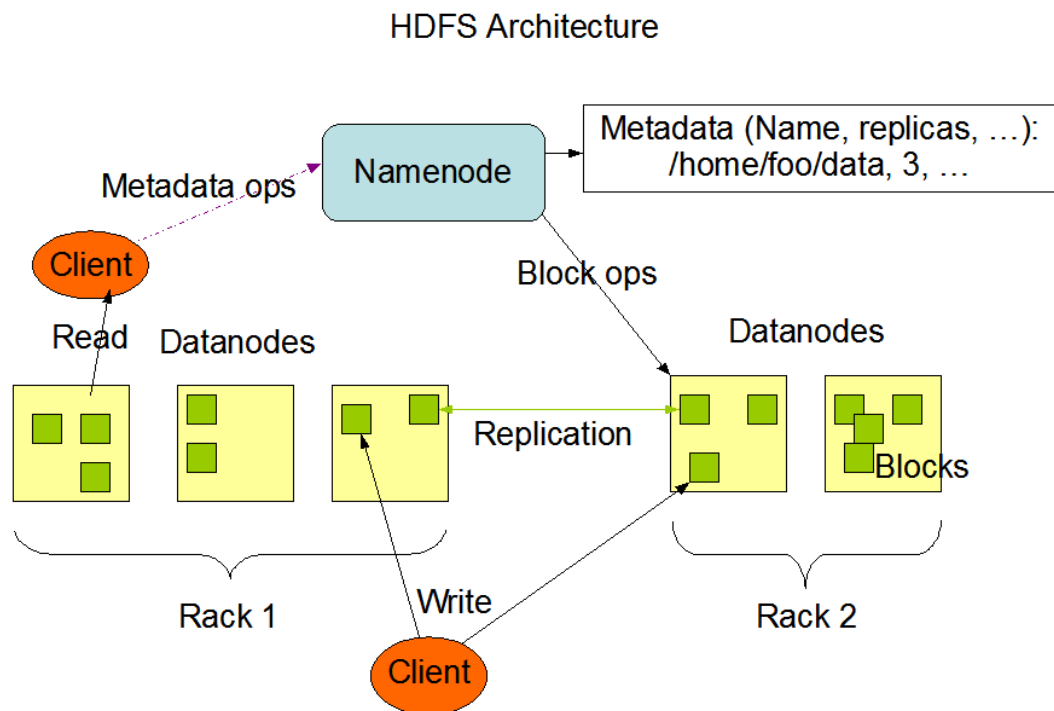 HDFS Architecture
Metadata (Name, replicas, …):
/home/foo/data, 3, …
Namenode
Metadata ops
Client
Block ops
Read
Datanodes
Datanodes
Replication
Blocks
Rack 1
Write
Rack 2
Client